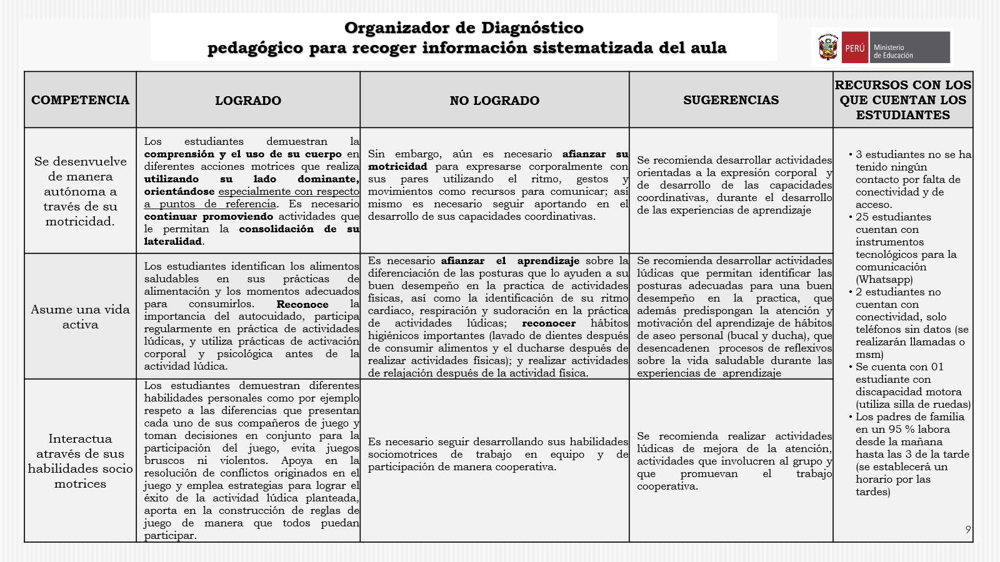 Organizador de Diagnóstico
pedagógico para recoger información sistematizada del aula
PERÚ
Ministerio
de Educación
COMPETENCIA
LOGRADO
NO LOGRADO
SUGERENCIAS
RECURSOS CON LOS
QUE CUENTAN LOS
ESTUDIANTES
Se desenvuelve
de manera
autónoma a
través de su
motricidad.
Los estudiantes demuestran la
comprensión y el uso de su cuerpo en
diferentes acciones motrices que realiza
utilizando su lado dominante,
orientándose especialmente con respecto
a puntos de referencia. Es necesario
continuar promoviendo actividades que
le permitan la consolidación de su
lateralidad.
Sin embargo, aún es necesario afianzar su
motricidad para expresarse corporalmente con
sus pares utilizando el ritmo, gestos y
movimientos como recursos para comunicar; así
mismo es necesario seguir aportando en el
desarrollo de sus capacidades coordinativas.
Se recomienda desarrollar actividades
orientadas a la expresión corporal y
de desarrollo de las capacidades
coordinativas, durante el desarrollo
de las experiencias de aprendizaje
Asume una vida
activa
Los estudiantes identifican los alimentos
saludables en sus prácticas de
alimentación y los momentos adecuados
para consumirlos. Reconoce la
importancia del autocuidado, participa
regularmente en práctica de actividades
lúdicas, y utiliza prácticas de activación
corporal y psicológica antes de la
actividad lúdica.
Es necesario afianzar el aprendizaje sobre la
diferenciación de las posturas que lo ayuden a su
buen desempeño en la practica de actividades
físicas, así como la identificación de su ritmo
cardiaco, respiración y sudoración en la práctica
de actividades lúdicas; reconocer hábitos
higiénicos importantes (lavado de dientes después
de consumir alimentos y el ducharse después de
realizar actividades físicas); y realizar actividades
de relajación después de la actividad física.
Se recomienda desarrollar actividades
lúdicas que permitan identificar las
posturas adecuadas para una buen
desempeño en la practica, que
además predispongan la atención y
motivación del aprendizaje de hábitos
de aseo personal (bucal y ducha), que
desencadenen procesos de reflexivos
sobre la vida saludable durante las
experiencias de aprendizaje
Interactua
através de sus
habilidades socio
motrices
Los estudiantes demuestran diferentes
habilidades personales como por ejemplo
respeto a las diferencias que presentan
cada uno de sus compañeros de juego y
toman decisiones en conjunto para la
participación del juego, evita juegos
bruscos ni violentos. Apoya en la
resolución de conflictos originados en el
juego y emplea estrategias para lograr el
éxito de la actividad lúdica planteada,
aporta en la construcción de reglas de
juego de manera que todos puedan
participar.
Es necesario seguir desarrollando sus habilidades
sociomotrices de trabajo en equipo y de
participación de manera cooperativa.
Se recomienda realizar actividades
lúdicas de mejora de la atención,
actividades que involucren al grupo y
que promuevan el trabajo
cooperativa.
• 3 estudiantes no se ha
tenido ningún
contacto por falta de
conectividad y de
acceso.
• 25 estudiantes
cuentan con
instrumentos
tecnológicos para la
comunicación
(Whatsapp)
• 2 estudiantes no
cuentan con
conectividad, solo
teléfonos sin datos (se
realizarán llamadas o
msm)
• Se cuenta con 01
estudiante con
discapacidad motora
(utiliza silla de ruedas)
• Los padres de familia
en un 95 % labora
desde la mañana
hasta las 3 de la tarde
(se establecerá un
horario por las
tardes)
9